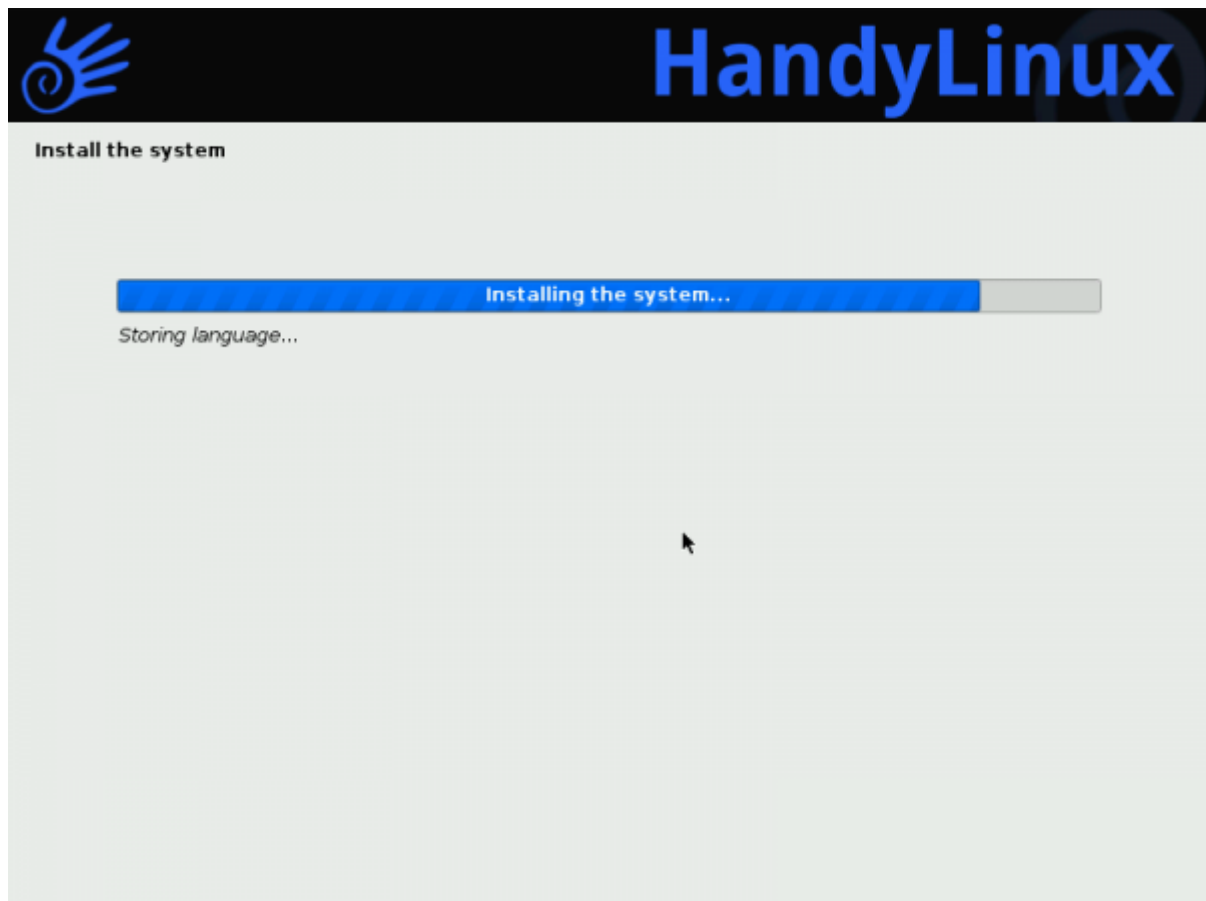 HandyLinux
Install the system
Installing the system...
Storing language...